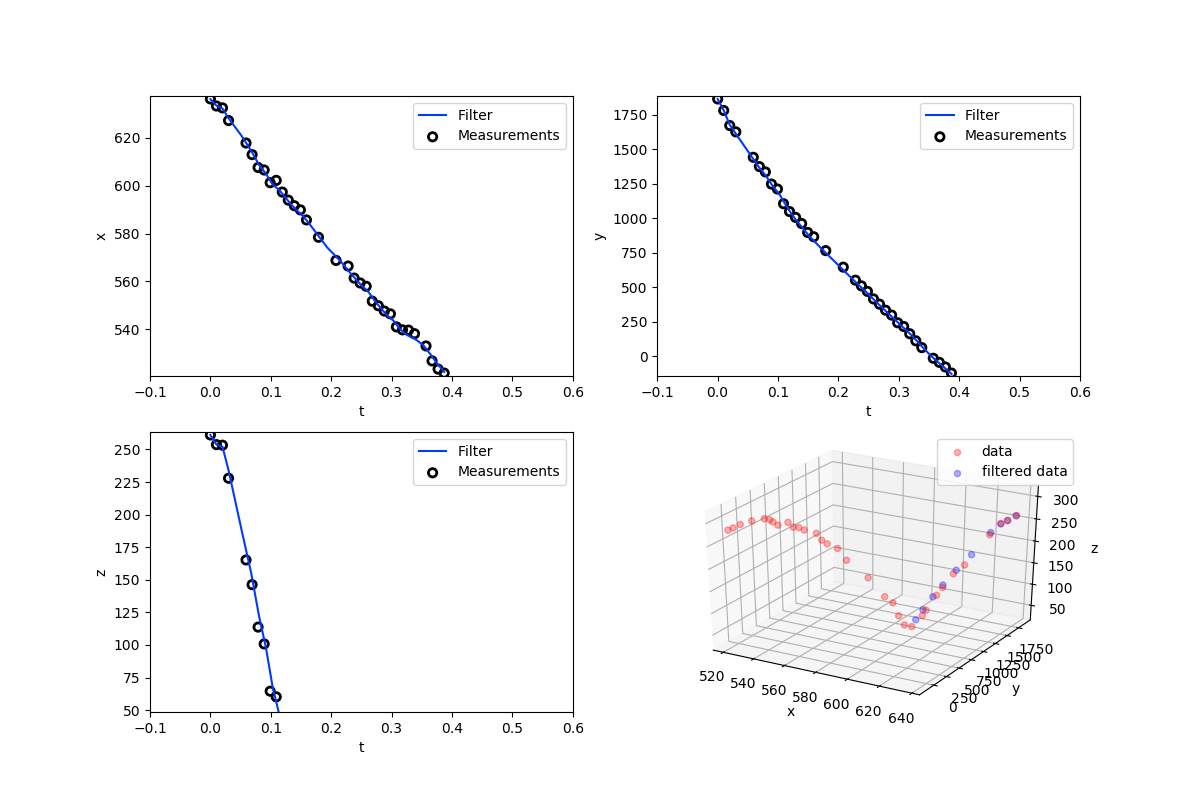 Filter
Measurements
620
600
580
560
540
x
−0.1 0.0 0.1 0.2 0.3 0.4 0.5 0.6
t
Filter
Measurements
1750
1500
1250
1000
750
500
250
0
y
−0.1 0.0 0.1 0.2 0.3 0.4 0.5 0.6
t
Filter
Measurements
250
225
200
175
150
125
100
75
50
z
−0.1 0.0 0.1 0.2 0.3 0.4 0.5 0.6
t
data
filtered data
300
250
200
150
100
50
z
520 540 560 580 600 620 640
x
0 250 500 750 1000 1250 1500 1750
y